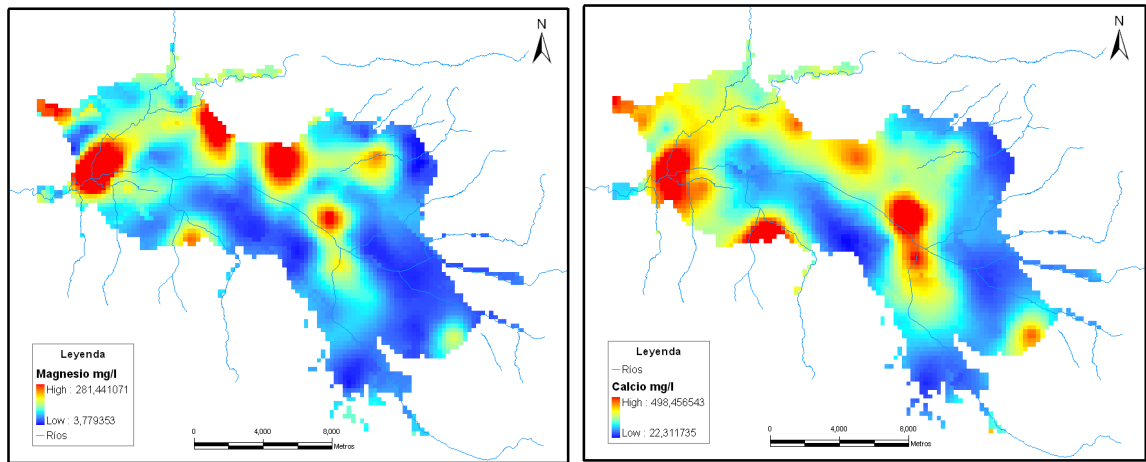 N
Leyenda
Magnesio mg/l
High : 281,441071
Low : 3,779353
Ríos
0 4,000 8,000
Metros
N
Leyenda
Ríos
Calcio mg/l
High : 498,456543
Low : 22,311735
0 4,000 8,000
Metros